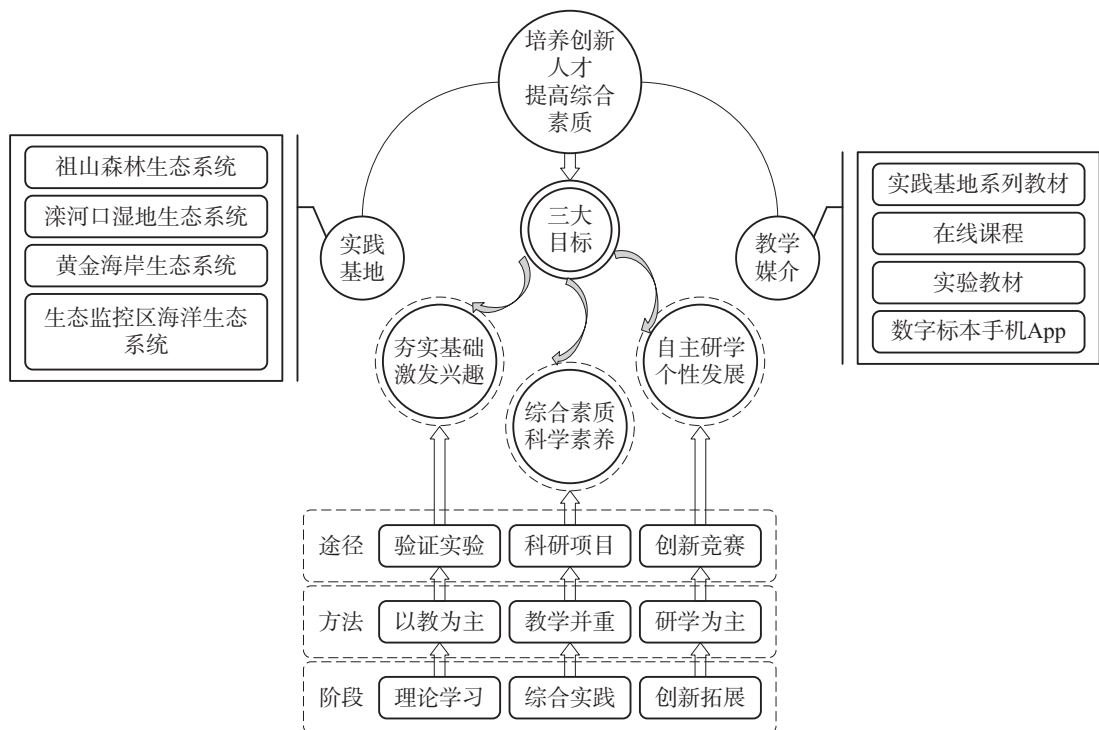 培养创新
人才
提高综合
素质
祖山森林生态系统
滦河口湿地生态系统
黄金海岸生态系统
生态监控区海洋生态
系统
实践
基地
三大
目标
教学
媒介
实践基地系列教材
在线课程
实验教材
数字标本手机App
夯实基础
激发兴趣
综合素质
科学素养
自主研学
个性发展
途径
验证实验
科研项目
创新竞赛
方法
以教为主
教学并重
研学为主
阶段
理论学习
综合实践
创新拓展